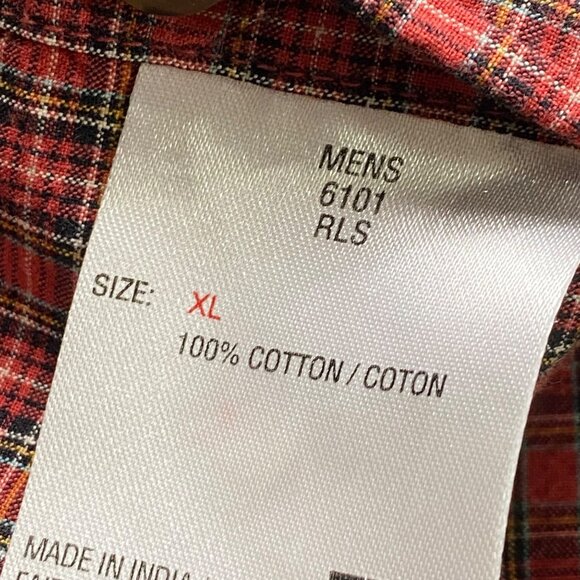 MENS
6101
RLS
SIZE: XL
100% COTTON / COTON
MADE IN INDIA